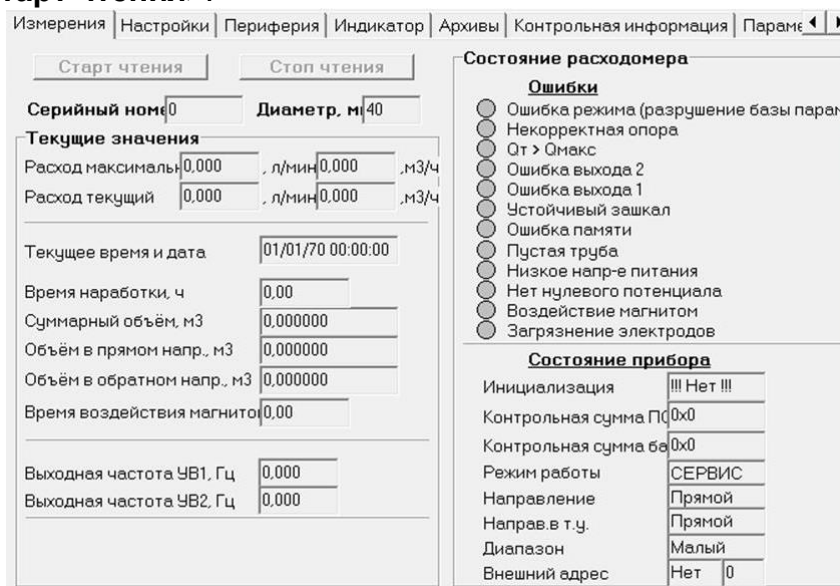 Измерения Настройки Периферия Индикатор Архивы Контрольная информация Параме
Старт чтения Стоп чтения
Серийный номе 0 Диаметр, м 40
Текущие значения
Расход максималь 0,000 , л/мин 0,000 ,м3/ч
Расход текущий 0,000 , л/мин 0,000 ,м3/ч
Текущее время и дата 01/01/70 00:00:00
Время наработки, ч 0,00
Суммарный объём, м3 0,000000
Объём в прямом напр., м3 0,000000
Объём в обратном напр., м3 0,000000
Время воздействия магнито 0,00
Выходная частота УВ1, Гц 0,000
Выходная частота УВ2, Гц 0,000
Состояние расходомера
Ошибки
Ошибка режима (разрушение базы парам
Некорректная опора
Qт > Qмакс
Ошибка выхода 2
Ошибка выхода 1
Устойчивый зашкал
Ошибка памяти
Пустая труба
Низкое напр-е питания
Нет нулевого потенциала
Воздействие магнитом
Загрязнение электродов
Состояние прибора
Инициализация !!! Нет !!!
Контрольная сумма ПО 0x0
Контрольная сумма ба 0x0
Режим работы СЕРВИС
Направление Прямой
Направ.в т.у. Прямой
Диапазон Малый
Внешний адрес Нет 0